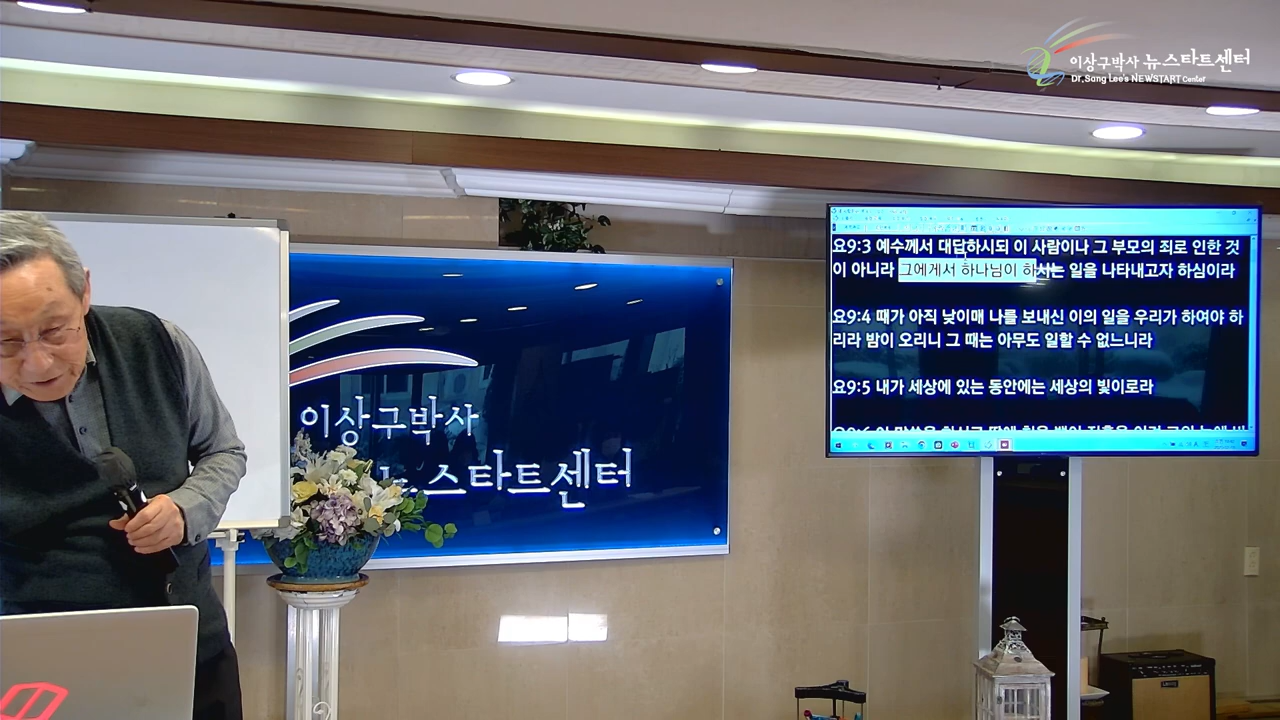 이상구박사 뉴스타트센터
Dr.Sang Lee's NEWSTART Center
요9:3 예수께서 대답하시되 이 사람이나 그 부모의 죄로 인한 것
이 아니라 그에게서 하나님이 하시는 일을 나타내고자 하심이라
요9:4 때가 아직 낮이매 나를 보내신 이의 일을 우리가 하여야 하
리라 밤이 오리니 그 때는 아무도 일할 수 없느니라
요9:5 내가 세상에 있는 동안에는 세상의 빛이로라
이상구박사
뉴스타트센터